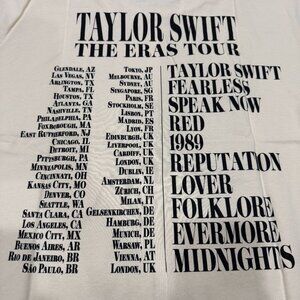 TAYLOR SWIFT
THE ERAS TOUR
GLENDALE, AZ
LAS VEGAS, NV
ARLINGTON, TX
TAMPA, FL
HOUSTON, TX
ATLANTA, GA
NASHVILLE, TN
PHILADELPHIA, PA
FOXBOROUGH, MA
EAST RUTHERFORD, NJ
CHICAGO, IL
DETROIT, MI
PITTSBURGH, PA
MINNEAPOLIS, MN
CINCINNATI, OH
KANSAS CITY, MO
DENVER, CO
SEATTLE, WA
SANTA CLARA, CA
LOS ANGELES, CA
MEXICO CITY, MX
BUENOS AIRES, AR
RIO DE JANEIRO, BR
SÃO PAULO, BR
TOKYO, JP
MELBOURNE, AU
SYDNEY, AU
SINGAPORE, SG
PARIS, FR
STOCKHOLM, SE
LISBON, PT
MADRID, ES
LYON, FR
EDINBURGH, UK
LIVERPOOL, UK
CARDIFF, UK
LONDON, UK
DUBLIN, IE
AMSTERDAM, NL
ZÜRICH, CH
MILAN, IT
GELSENKIRCHEN, DE
HAMBURG, DE
MUNICH, DE
WARSAW, PL
VIENNA, AT
LONDON, UK
TAYLOR SWIFT
FEARLESS
SPEAK NOW
RED
1989
REPUTATION
LOVER
FOLKLORE
EVERMORE
MIDNIGHTS